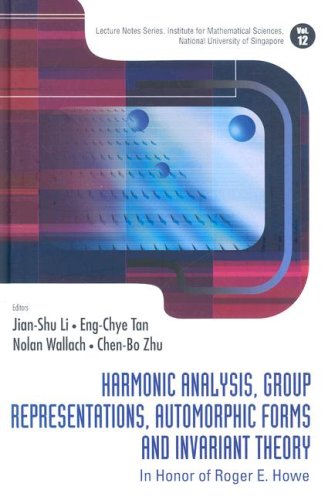 Lecture Notes Series, Institute for Mathematical Sciences,
National University of Singapore
Vol.
12
Editors
Jian-Shu Li • Eng-Chye Tan
Nolan Wallach • Chen-Bo Zhu
HARMONIC ANALYSIS, GROUP
REPRESENTATIONS, AUTOMORPHIC FORMS
AND INVARIANT THEORY
In Honor of Roger E. Howe